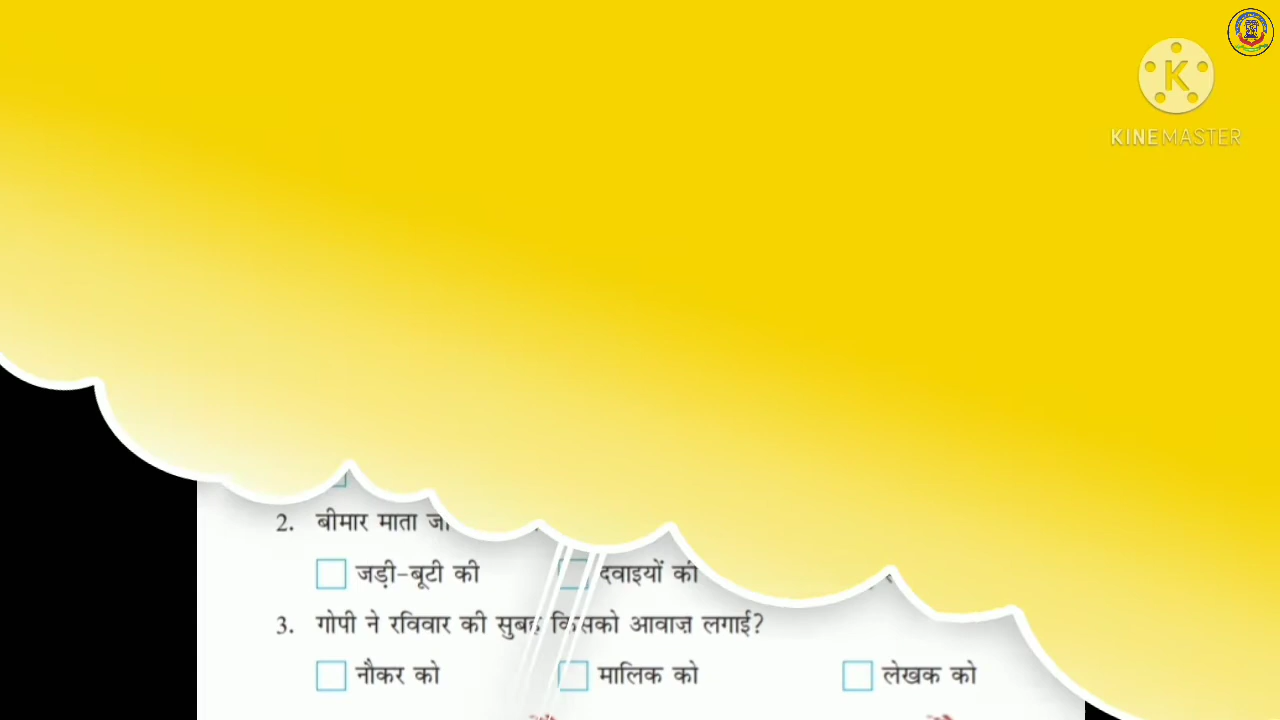 KINEMASTER
2. बीमार माता
जड़ी-बूटी की दवाइयों की
3. गोपी ने रविवार की सुबह किसको आवाज़ लगाई?
नौकर को मालिक को लेखक को